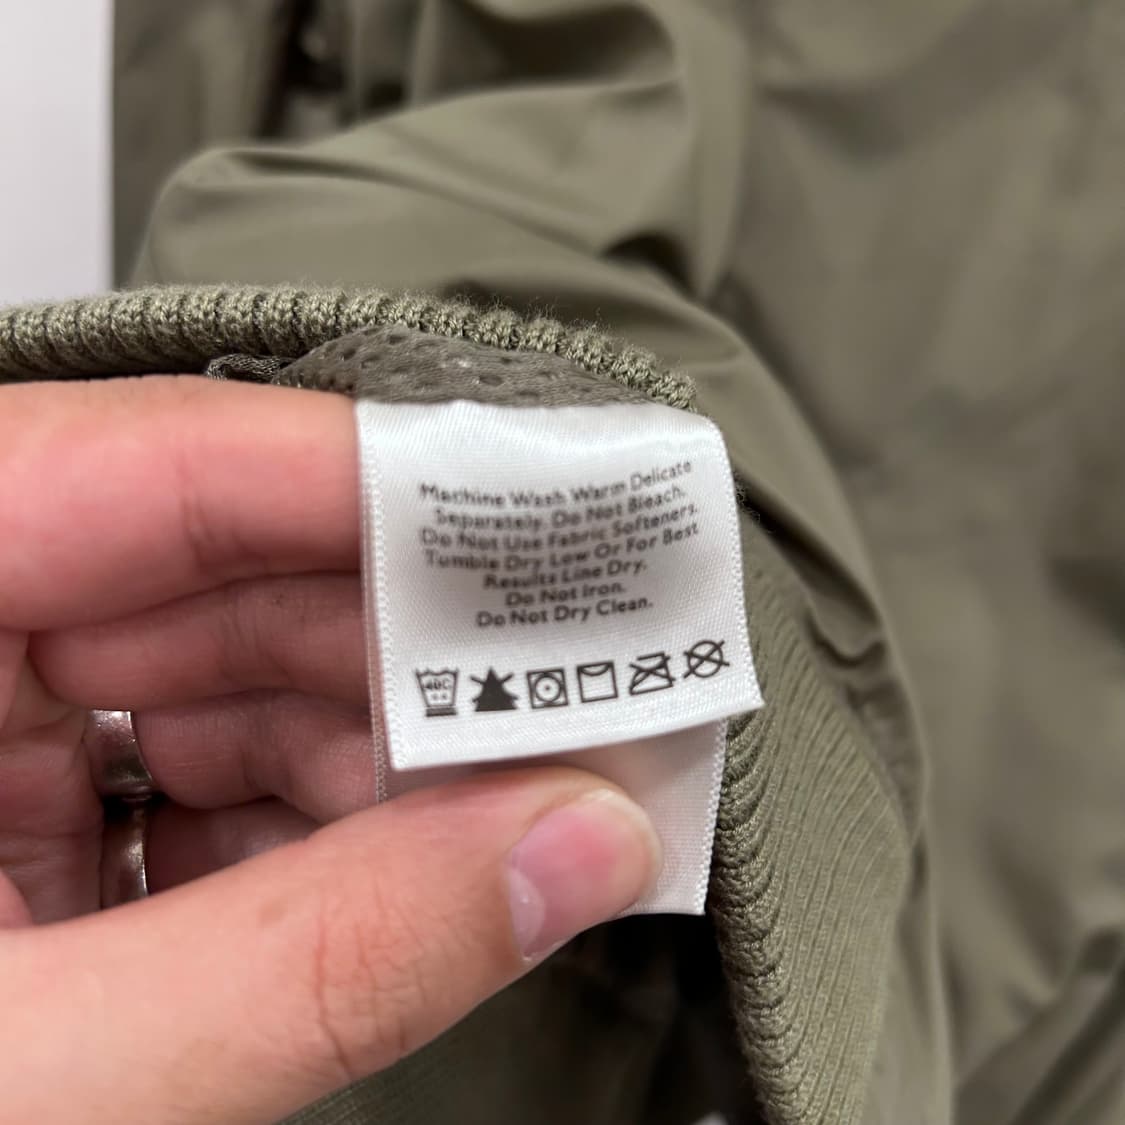 Machine Wash Warm Delicate
Separately. Do Not Bleach.
Do Not Use Fabric Softeners.
Tumble Dry Low Or For Best
Results Line Dry.
Do Not Iron.
Do Not Dry Clean.
40C